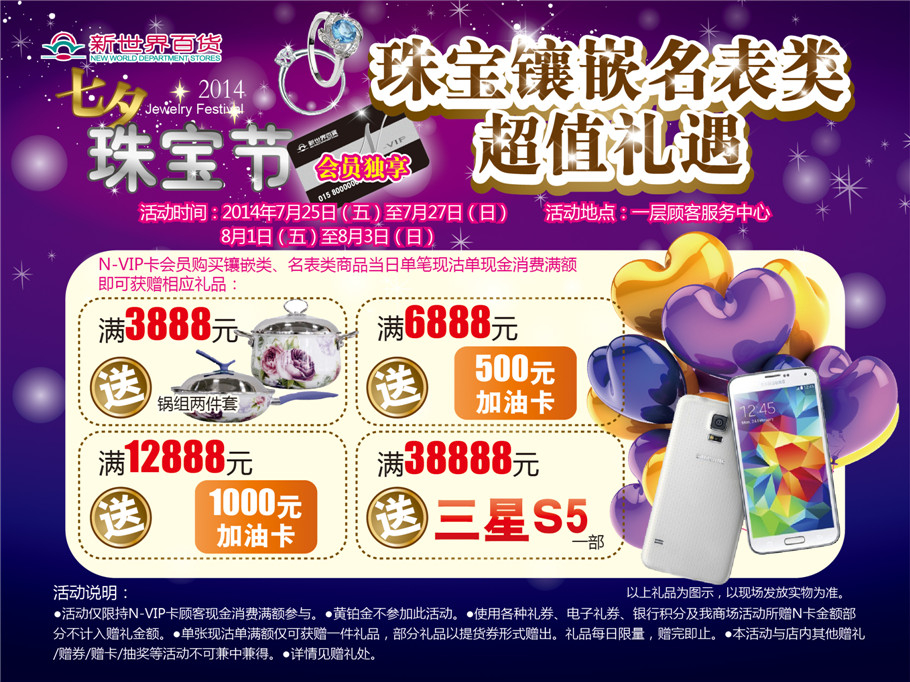 新世界百货
NEW WORLD DEPARTMENT STORES
七夕
2014
Jewelry Festival
珠宝节
新世界百货
VIP
会员独享
珠宝镶嵌名表类
超值礼遇
活动时间：2014年7月25日（五）至7月27日（日）
8月1日（五）至8月3日（日）
活动地点：一层顾客服务中心
N-VIP卡会员购买镶嵌类、名表类商品当日单笔现沽单现金消费满额
即可获赠相应礼品：
满3888元
送
锅组两件套
满6888元
送
500元
加油卡
满12888元
送
1000元
加油卡
满38888元
送
三星S5
一部
SAMSUNG
12:45
活动说明：
以上礼品为图示，以现场发放实物为准。
●活动仅限持N-VIP卡顾客现金消费满额参与。●黄铂金不参加此活动。●使用各种礼券、电子礼券、银行积分及我商场活动所赠N卡金额部
分不计入赠礼金额。●单张现沽单满额仅可获赠一件礼品，部分礼品以提货券形式赠出。礼品每日限量，赠完即止。●本活动与店内其他赠礼
/赠券/赠卡/抽奖等活动不可兼中兼得。●详情见赠礼处。